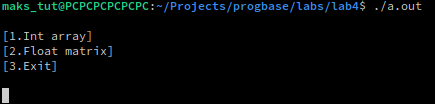 maks_tut@PCPCPCPCPCPC:~/Projects/progbase/labs/lab4$ ./a.out
[1.Int array]
[2.Float matrix]
[3.Exit]